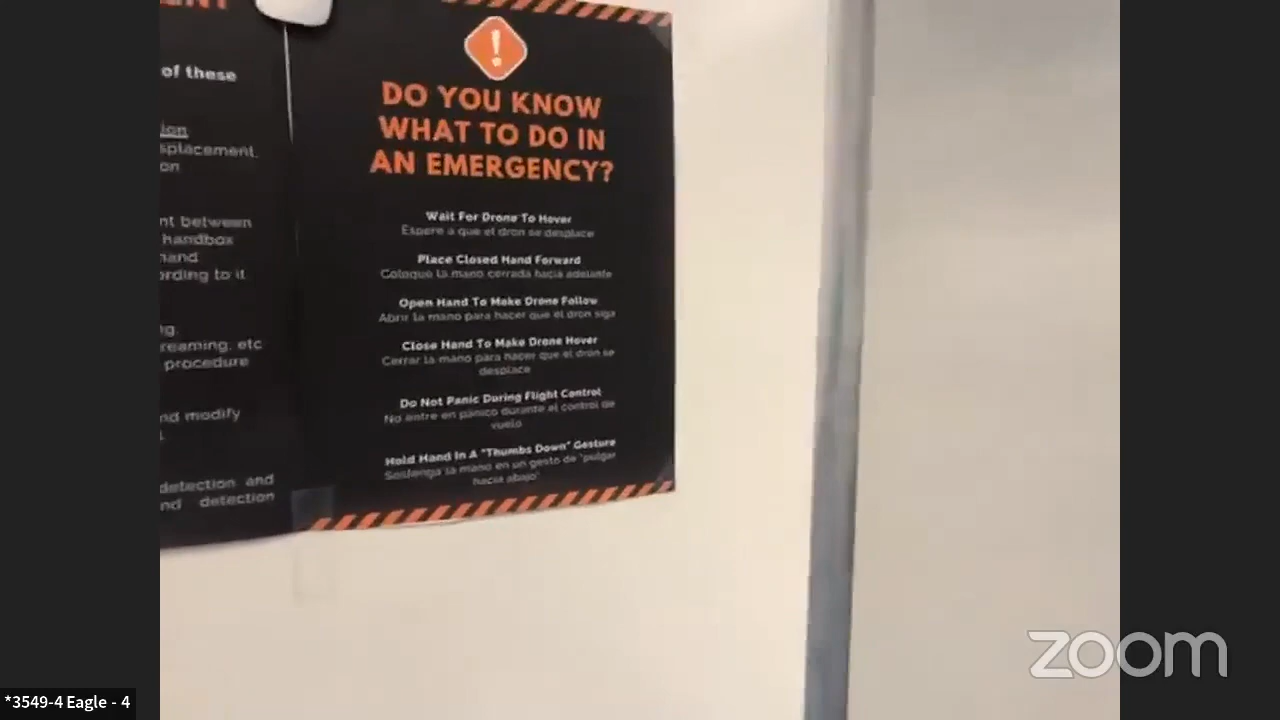 of these
splacement,
on
nt between
handbox
hand
ording to it
ng,
reaming, etc
procedure
nd modify
detection and
nd detection
!
DO YOU KNOW
WHAT TO DO IN
AN EMERGENCY?
Wait For Drone To Hover
Espere a que el dron se desplace
Place Closed Hand Forward
Coloque la mano cerrada hacia adelante
Open Hand To Make Drone Follow
Abrir la mano para hacer que el dron siga
Close Hand To Make Drone Hover
Cerrar la mano para hacer que el dron se
desplace
Do Not Panic During Flight Control
No entre en pánico durante el control de
vuelo
Hold Hand In A "Thumbs Down" Gesture
Sostenga la mano en un gesto de "pulgar
hacia abajo"
zoom
*3549-4 Eagle - 4